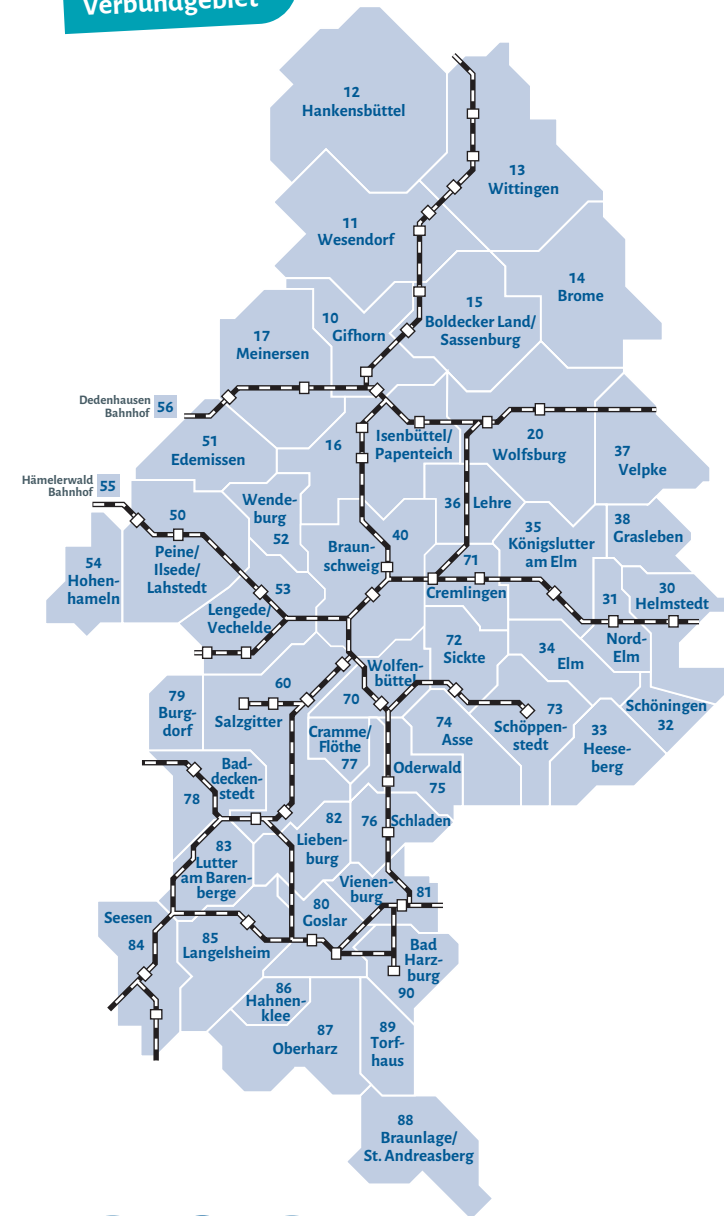 Verbundgebiet
12
Hankensbüttel
13
Wittingen
11
Wesendorf
14
Brome
15
Boldecker Land/
Sassenburg
10
Gifhorn
17
Meinersen
Dedenhausen
Bahnhof
56
16
Isenbüttel/
Papenteich
20
Wolfsburg
51
Edemissen
37
Velpke
Hämelerwald
Bahnhof
55
Wende-
burg
52
36
Lehre
50
Peine/
Ilsede/
Lahstedt
40
Braun-
schweig
35
Königslutter
am Elm
38
Grasleben
54
Hohen-
hameln
71
Cremlingen
53
Lengede/
Vechelde
31
Nord-
Elm
30
Helmstedt
72
Sickte
34
Elm
Wolfen-
büttel
70
60
Salzgitter
79
Burg-
dorf
Schöningen
32
73
Schöppen-
stedt
74
Asse
33
Heese-
berg
Cramme/
Flöthe
77
Oderwald
75
Bad-
decken-
stedt
78
82
Lieben-
burg
76
Schladen
83
Lutter
am Baren-
berge
Vienen-
burg
81
80
Goslar
Seesen
84
85
Langelsheim
Bad
Harz-
burg
90
86
Hahnen-
klee
87
Oberharz
89
Torf-
haus
88
Braunlage/
St. Andreasberg